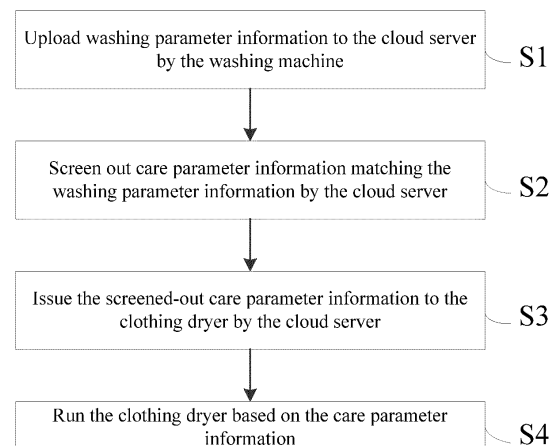 Upload washing parameter information to the cloud server
by the washing machine
S1
Screen out care parameter information matching the
washing parameter information by the cloud server
S2
Issue the screened-out care parameter information to the
clothing dryer by the cloud server
S3
Run the clothing dryer based on the care parameter
information
S4